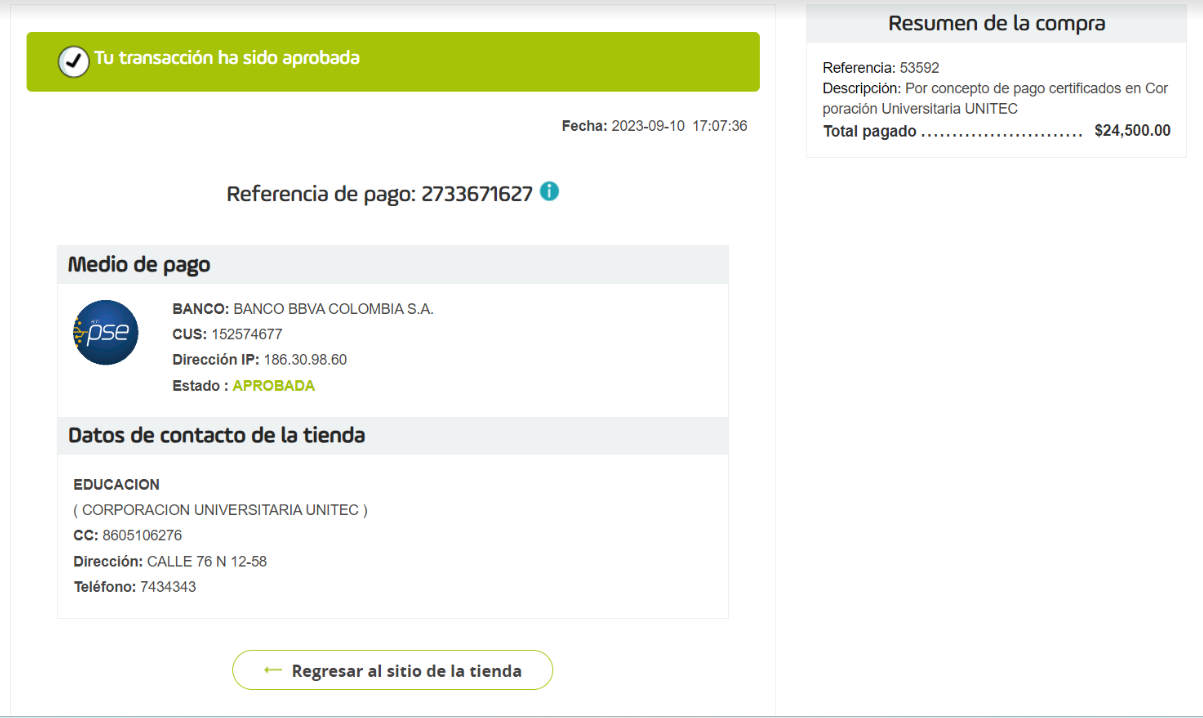 Tu transacción ha sido aprobada
Fecha: 2023-09-10 17:07:36
Referencia de pago: 2733671627
Medio de pago
pse
BANCO: BANCO BBVA COLOMBIA S.A.
CUS: 152574677
Dirección IP: 186.30.98.60
Estado : APROBADA
Datos de contacto de la tienda
EDUCACION
( CORPORACION UNIVERSITARIA UNITEC )
CC: 8605106276
Dirección: CALLE 76 N 12-58
Teléfono: 7434343
← Regresar al sitio de la tienda
Resumen de la compra
Referencia: 53592
Descripción: Por concepto de pago certificados en Cor
poración Universitaria UNITEC
Total pagado .......................... $24,500.00